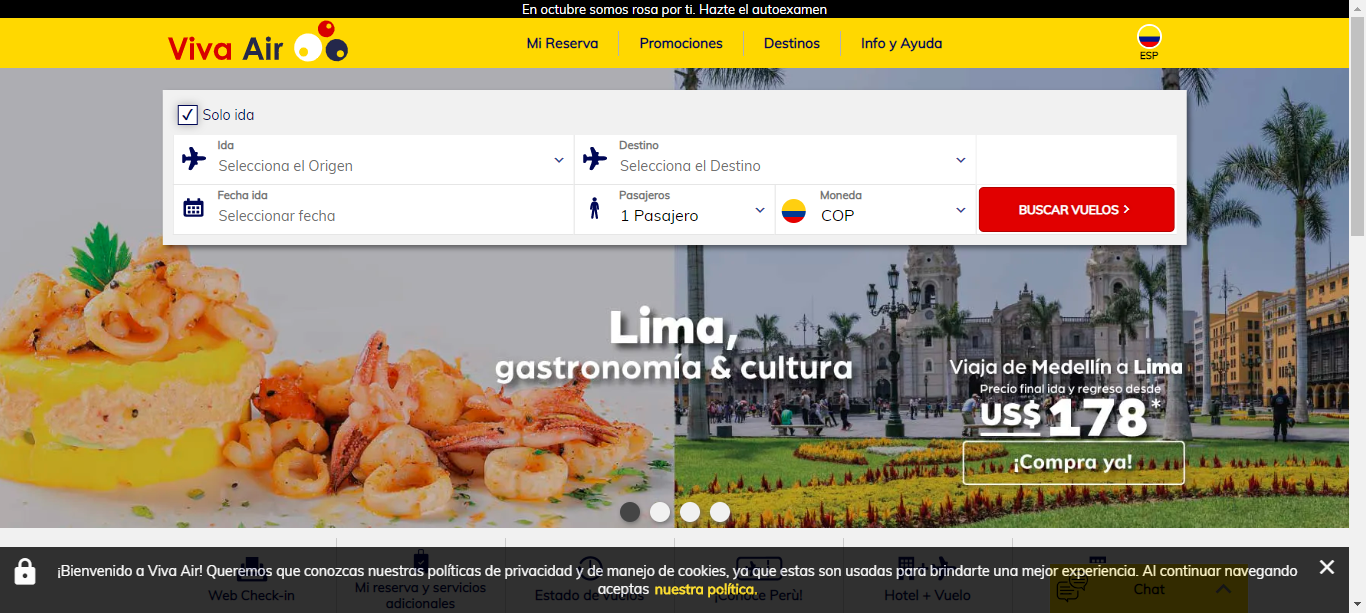 En octubre somos rosa por ti. Hazte el autoexamen
Viva Air
Mi Reserva
Promociones
Destinos
Info y Ayuda
ESP
Solo ida
Ida
Selecciona el Origen
Destino
Selecciona el Destino
Fecha ida
Seleccionar fecha
Pasajeros
1 Pasajero
Moneda
COP
BUSCAR VUELOS
Lima,
gastronomía & cultura
Viaja de Medellín a Lima
Precio final ida y regreso desde
US$ 178*
¡Compra ya!
¡Bienvenido a Viva Air! Queremos que conozcas nuestras políticas de privacidad y de manejo de cookies, ya que estas son usadas para brindarte una mejor experiencia. Al continuar navegando
aceptas nuestra política.
Web Check-in
Mi reserva y servicios
adicionales
Estado de vuelos
¡Conoce Perù!
Hotel + Vuelo
Chat